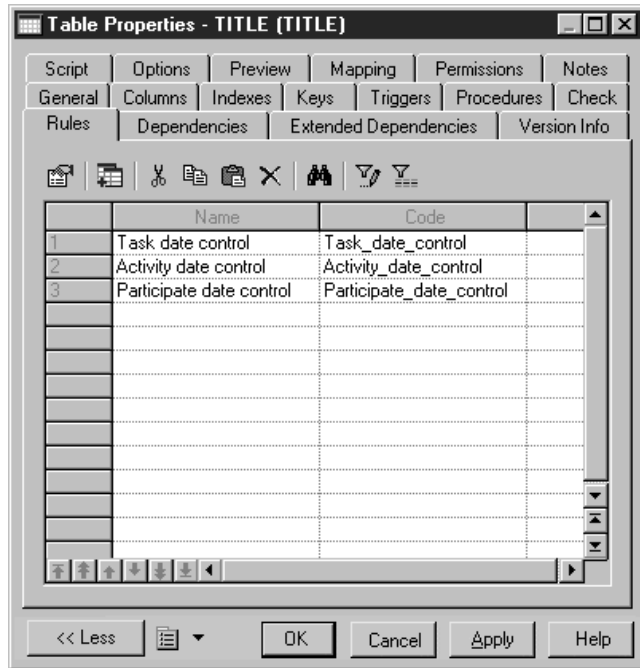 Table Properties - TITLE (TITLE)
Script Options Preview Mapping Permissions Notes
General Columns Indexes Keys Triggers Procedures Check
Rules Dependencies Extended Dependencies Version Info
Name Code
1 Task date control Task_date_control
2 Activity date control Activity_date_control
3 Participate date control Participate_date_control
<< Less OK Cancel Apply Help